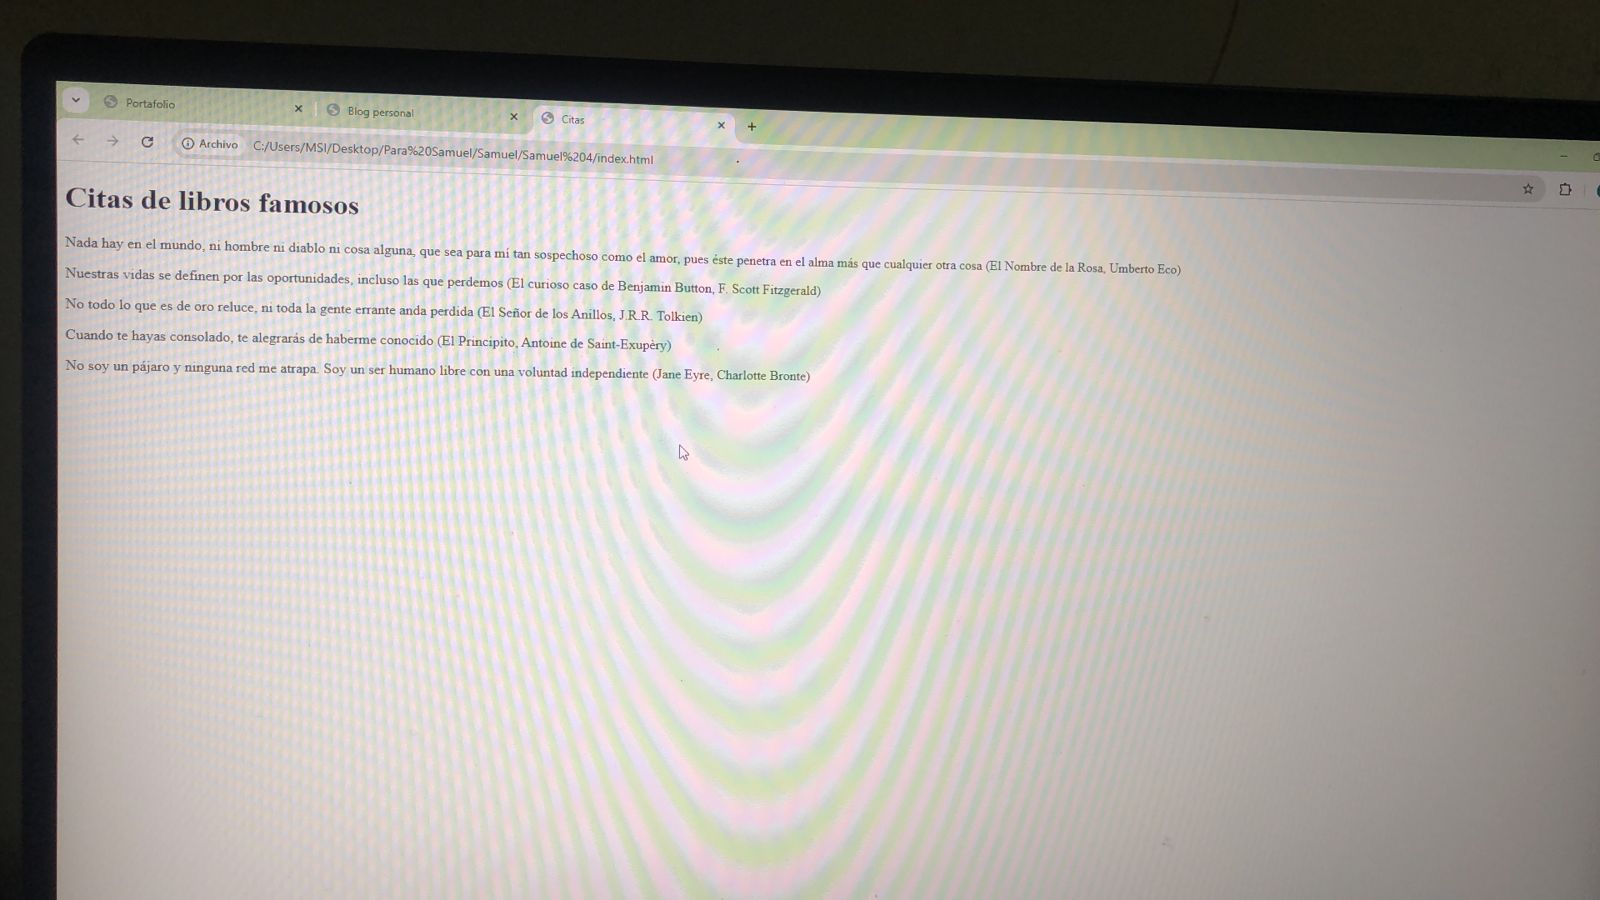 Portafolio
Blog personal
Citas
Archivo
C:/Users/MSI/Desktop/Para%20Samuel/Samuel/Samuel%204/index.html
Citas de libros famosos
Nada hay en el mundo, ni hombre ni diablo ni cosa alguna, que sea para mí tan sospechoso como el amor, pues éste penetra en el alma más que cualquier otra cosa (El Nombre de la Rosa, Umberto Eco)
Nuestras vidas se definen por las oportunidades, incluso las que perdemos (El curioso caso de Benjamin Button, F. Scott Fitzgerald)
No todo lo que es de oro reluce, ni toda la gente errante anda perdida (El Señor de los Anillos, J.R.R. Tolkien)
Cuando te hayas consolado, te alegrarás de haberme conocido (El Principito, Antoine de Saint-Exupèry)
No soy un pájaro y ninguna red me atrapa. Soy un ser humano libre con una voluntad independiente (Jane Eyre, Charlotte Bronte)